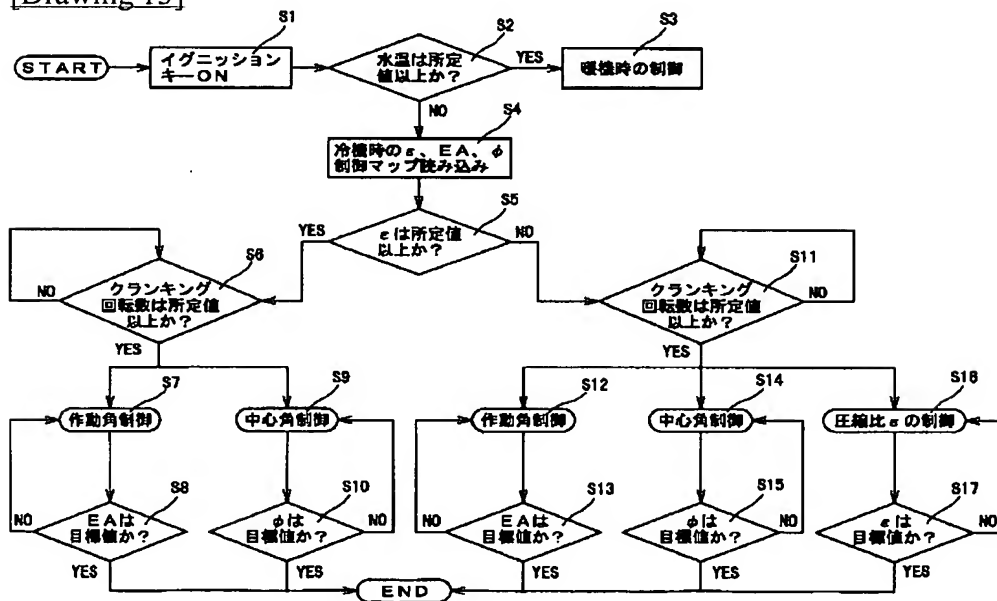 [Drawing 13]
S1
S2
S3
START
イグニッション
キーON
水温は所定
値以上か？
YES
暖機時の制御
NO
S4
冷機時のε、EA、φ
制御マップ読み込み
S5
YES
εは所定値
以上か？
NO
S6
S11
NO
クランキング
回転数は所定値
以上か？
クランキング
回転数は所定値
以上か？
NO
YES
YES
S7
S9
S12
S14
S16
作動角制御
中心角制御
作動角制御
中心角制御
圧縮比εの制御
S8
S10
S13
S15
S17
NO
EAは
目標値か？
φは
目標値か？
NO
NO
EAは
目標値か？
φは
目標値か？
NO
εは
目標値か？
NO
YES
YES
YES
YES
YES
END